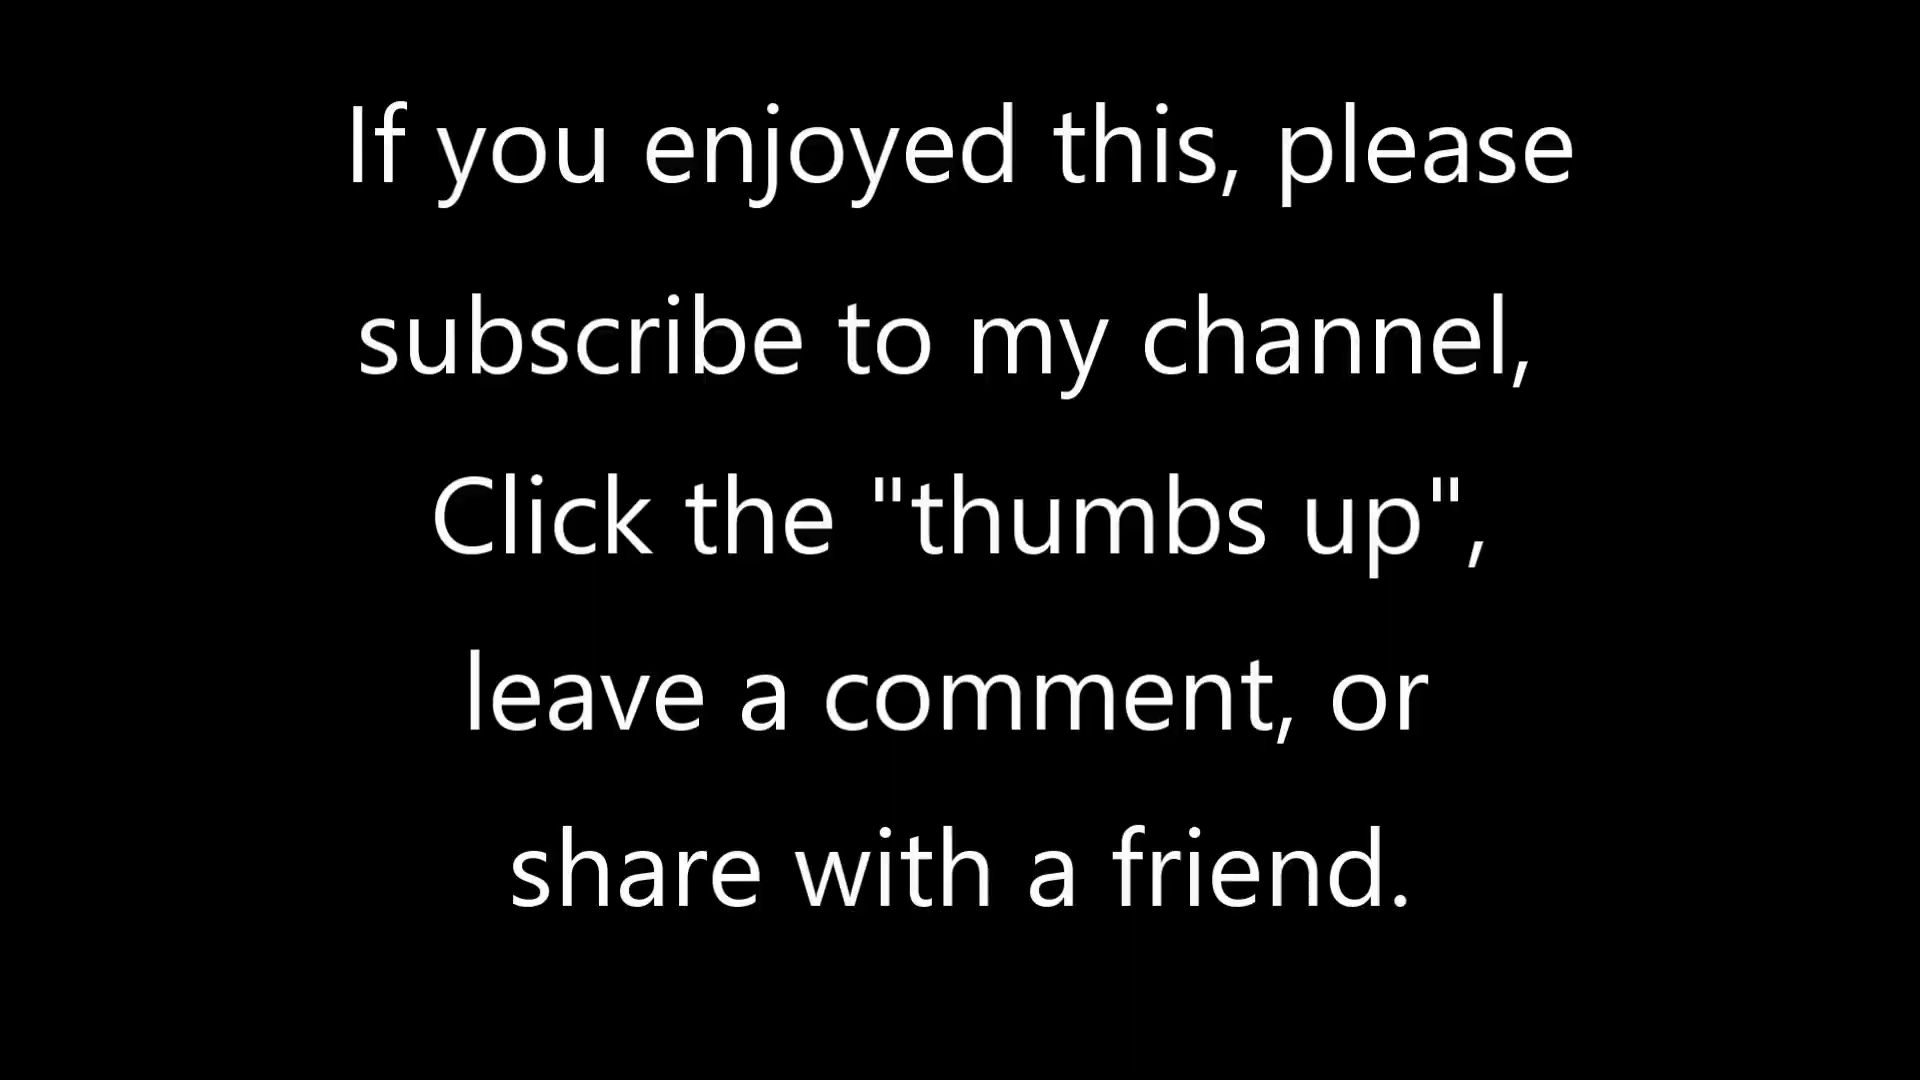 If you enjoyed this, please
subscribe to my channel,
Click the "thumbs up",
leave a comment, or
share with a friend.